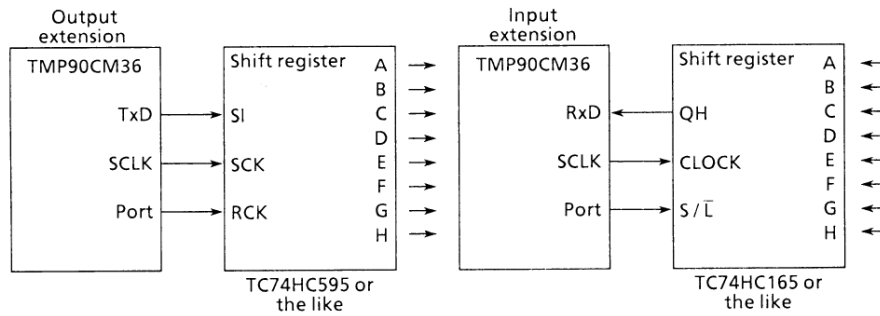 Output
extension
TMP90CM36
TxD
SCLK
Port
Shift register
SI
SCK
RCK
A
B
C
D
E
F
G
H
TC74HC595 or
the like
Input
extension
TMP90CM36
RxD
SCLK
Port
Shift register
QH
CLOCK
S/L̅
A
B
C
D
E
F
G
H
TC74HC165 or
the like